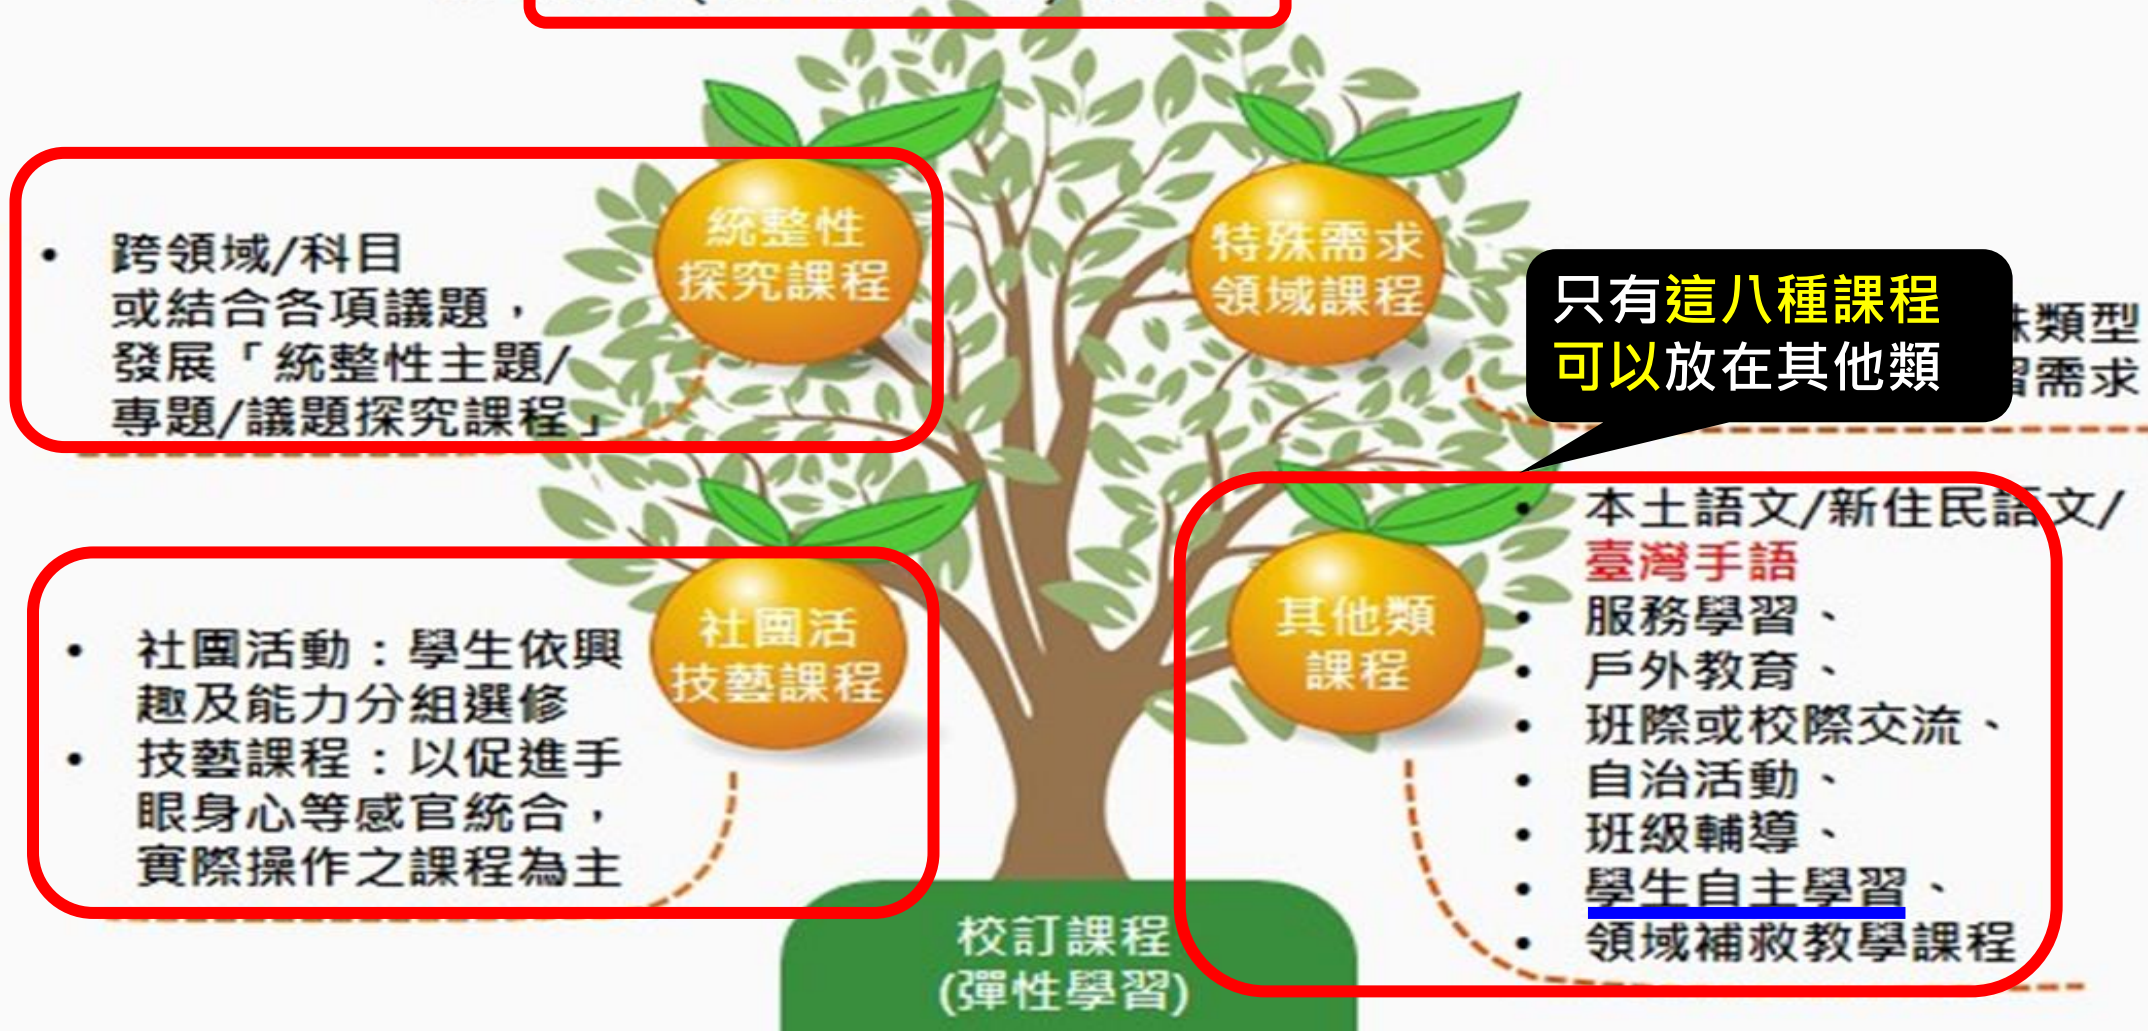 統整性
探究課程
特殊需求
領域課程
• 跨領域/科目
或結合各項議題，
發展「統整性主題/
專題/議題探究課程」
只有這八種課程
可以放在其他類
類型
需求
社團活
技藝課程
• 社團活動：學生依興
趣及能力分組選修
• 技藝課程：以促進手
眼身心等感官統合，
實際操作之課程為主
其他類
課程
• 本土語文/新住民語文/
臺灣手語
• 服務學習、
• 戶外教育、
• 班際或校際交流、
• 自治活動、
• 班級輔導、
• 學生自主學習、
• 領域補救教學課程
校訂課程
(彈性學習)